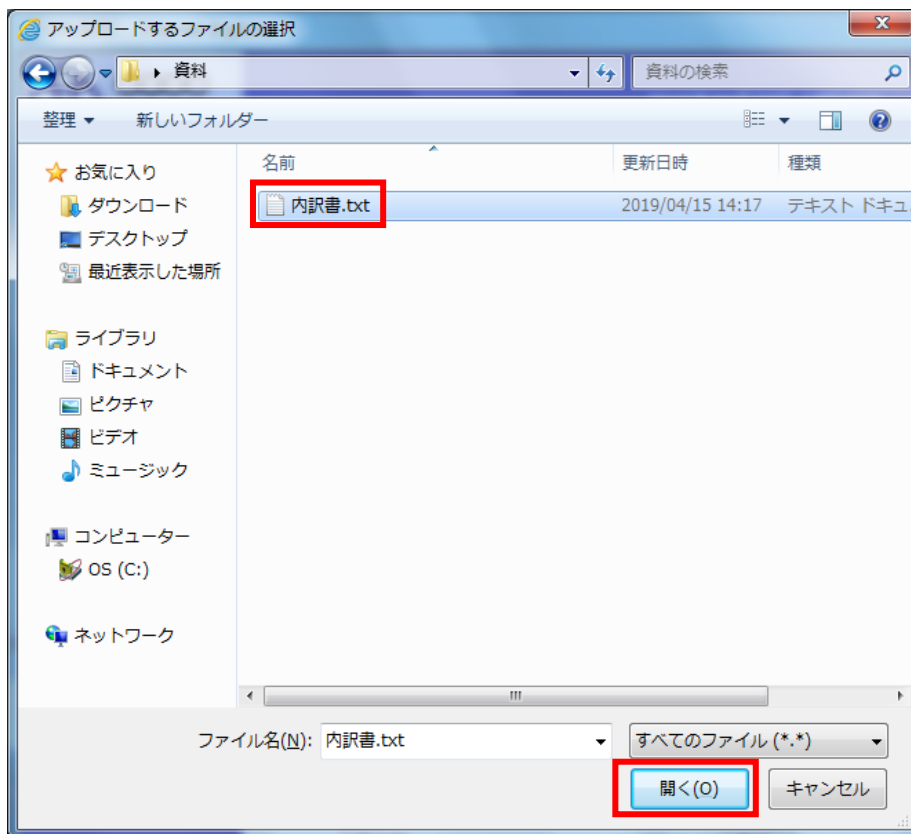 アップロードするファイルの選択
資料
資料の検索
整理
新しいフォルダー
名前
更新日時
種類
お気に入り
ダウンロード
デスクトップ
最近表示した場所
ライブラリ
ドキュメント
ピクチャ
ビデオ
ミュージック
コンピューター
OS (C:)
ネットワーク
内訳書.txt
2019/04/15 14:17
テキスト ドキュ
ファイル名(N):
内訳書.txt
すべてのファイル (*.*)
開く(O)
キャンセル